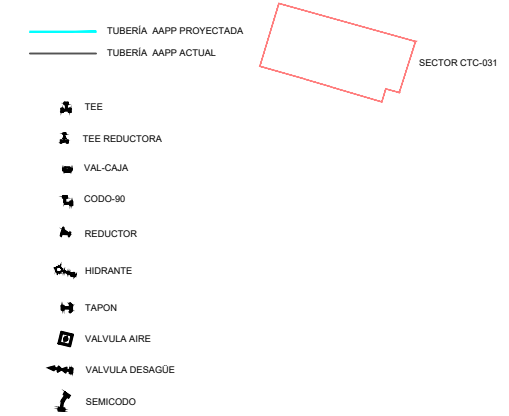 TUBERÍA AAPP PROYECTADA
TUBERÍA AAPP ACTUAL
SECTOR CTC-031
TEE
TEE REDUCTORA
VAL-CAJA
CODO-90
REDUCTOR
HIDRANTE
TAPON
VALVULA AIRE
VALVULA DESAGÜE
SEMICODO